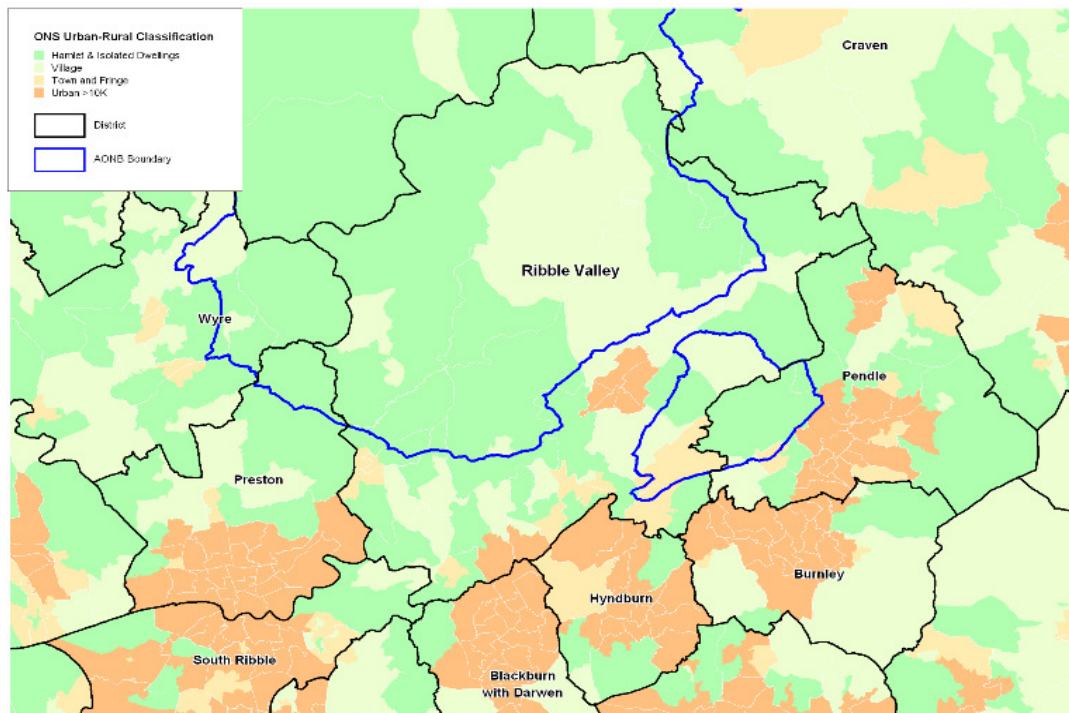 ONS Urban-Rural Classification
Hamlet & Isolated Dwellings
Village
Town and Fringe
Urban >10K
District
AONB Boundary
Craven
Ribble Valley
Wyre
Pendle
Preston
Burnley
Hyndburn
South Ribble
Blackburn
with Darwen